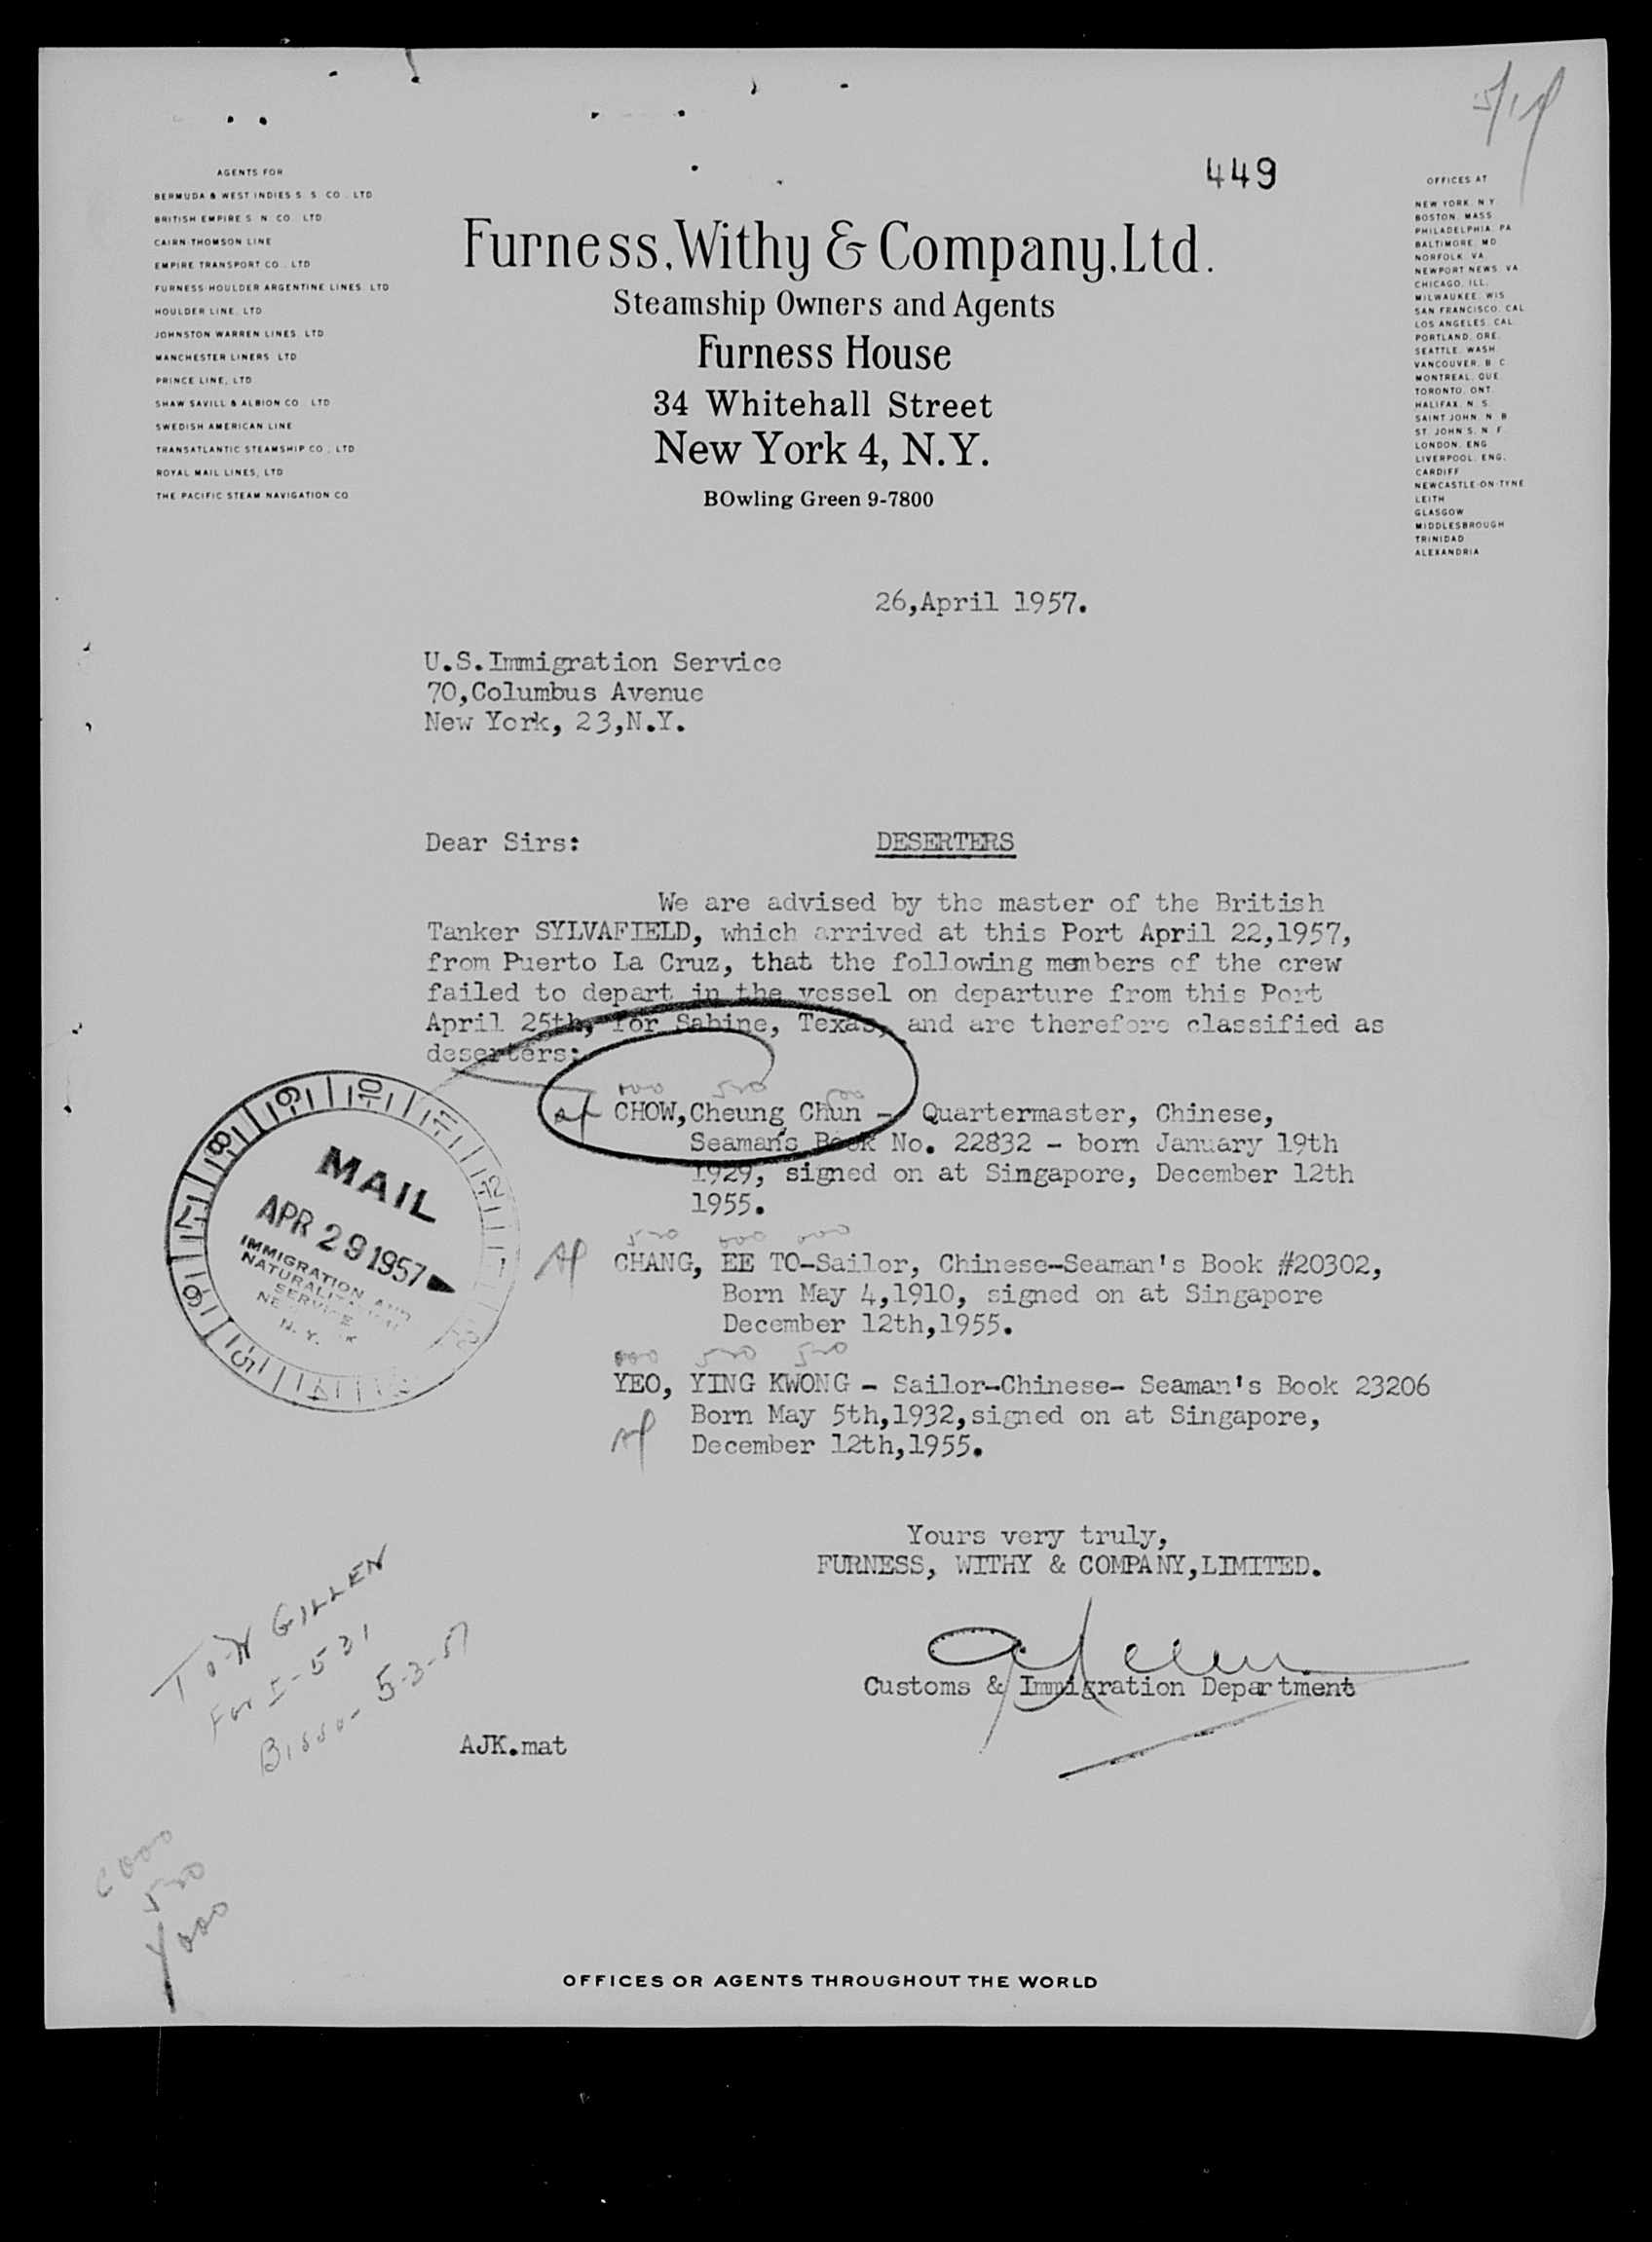 449
AGENTS FOR
BERMUDA & WEST INDIES S. S. CO., LTD
BRITISH EMPIRE S. N. CO., LTD
CAIRN-THOMSON LINE
EMPIRE TRANSPORT CO., LTD
FURNESS-HOULDER ARGENTINE LINES, LTD
HOULDER LINE, LTD
JOHNSTON WARREN LINES, LTD
MANCHESTER LINERS, LTD
PRINCE LINE, LTD
SHAW SAVILL & ALBION CO., LTD
SWEDISH AMERICAN LINE
TRANSATLANTIC STEAMSHIP CO., LTD
ROYAL MAIL LINES, LTD
THE PACIFIC STEAM NAVIGATION CO
Furness, Withy & Company, Ltd.
Steamship Owners and Agents
Furness House
34 Whitehall Street
New York 4, N.Y.
BOwling Green 9-7800
OFFICES AT
NEW YORK, N. Y.
BOSTON, MASS
PHILADELPHIA, PA
BALTIMORE, MD
NORFOLK, VA
NEWPORT NEWS, VA
CHICAGO, ILL.
MILWAUKEE, WIS
SAN FRANCISCO, CAL
LOS ANGELES, CAL
PORTLAND, ORE.
SEATTLE, WASH
VANCOUVER, B. C.
MONTREAL, QUE
TORONTO, ONT.
HALIFAX, N. S.
SAINT JOHN, N. B
ST. JOHN'S, N. F.
LONDON, ENG
LIVERPOOL, ENG.
CARDIFF
NEWCASTLE-ON-TYNE
LEITH
GLASGOW
MIDDLESBROUGH
TRINIDAD
ALEXANDRIA
26,April 1957.
U.S.Immigration Service
70,Columbus Avenue
New York, 23,N.Y.
Dear Sirs: DESERTERS
We are advised by the master of the British
Tanker SYLVAFIELD, which arrived at this Port April 22,1957,
from Puerto La Cruz, that the following members of the crew
failed to depart in the vessel on departure from this Port
April 25th, for Sabine, Texas, and are therefore classified as
deserters:
CHOW,Cheung Chun - Quartermaster, Chinese,
Seaman's Book No. 22832 - born January 19th
1929, signed on at Singapore, December 12th
1955.
CHANG, EE TO-Sailor, Chinese-Seaman's Book #20302,
Born May 4,1910, signed on at Singapore
December 12th,1955.
YEO, YING KWONG - Sailor-Chinese- Seaman's Book 23206
Born May 5th,1932,signed on at Singapore,
December 12th,1955.
MAIL
APR 29 1957
IMMIGRATION AND
NATURALIZATION
SERVICE
N. Y.
Yours very truly,
FURNESS, WITHY & COMPANY,LIMITED.
Customs & Immigration Department
GILLEN
For I-531
5-3-57
AJK.mat
OFFICES OR AGENTS THROUGHOUT THE WORLD